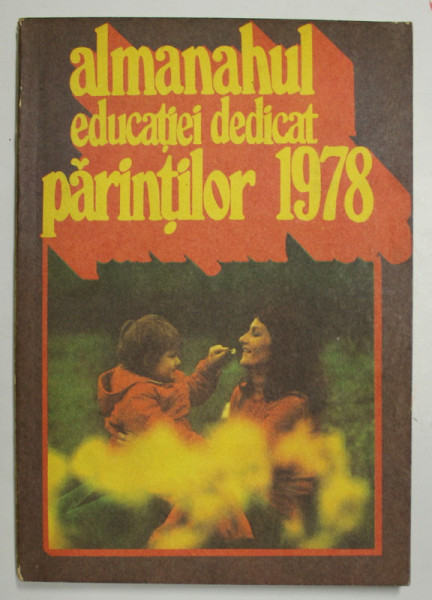 almanahul
educației dedicat
părinților 1978